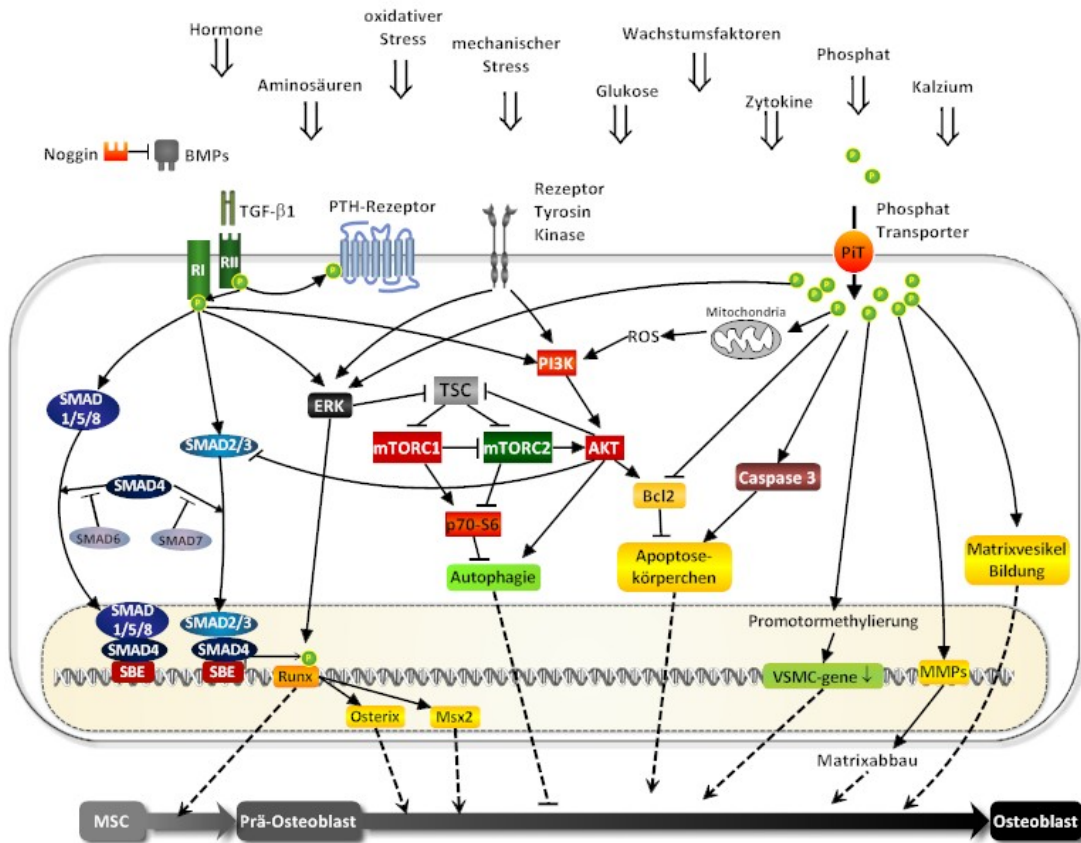 Hormone
oxidativer
Stress
mechanischer
Stress
Wachstumsfaktoren
Phosphat
Aminosäuren
Glukose
Zytokine
Kalzium
Noggin
BMPs
P
P
TGF-β1
PTH-Rezeptor
Rezeptor
Tyrosin
Kinase
Phosphat
Transporter
RI
RII
PiT
P
P
P
P
P
P
P
P
P
P
P
P
Mitochondria
ROS
PI3K
SMAD
1/5/8
ERK
TSC
SMAD2/3
mTORC1
mTORC2
AKT
Caspase 3
SMAD4
Bcl2
SMAD6
SMAD7
p70-S6
Autophagie
Apoptose-
körperchen
Matrixvesikel
Bildung
SMAD
1/5/8
SMAD2/3
Promotormethylierung
SMAD4
SMAD4
P
SBE
SBE
Runx
VSMC-gene ↓
MMPs
Osterix
Msx2
Matrixabbau
MSC
Prä-Osteoblast
Osteoblast